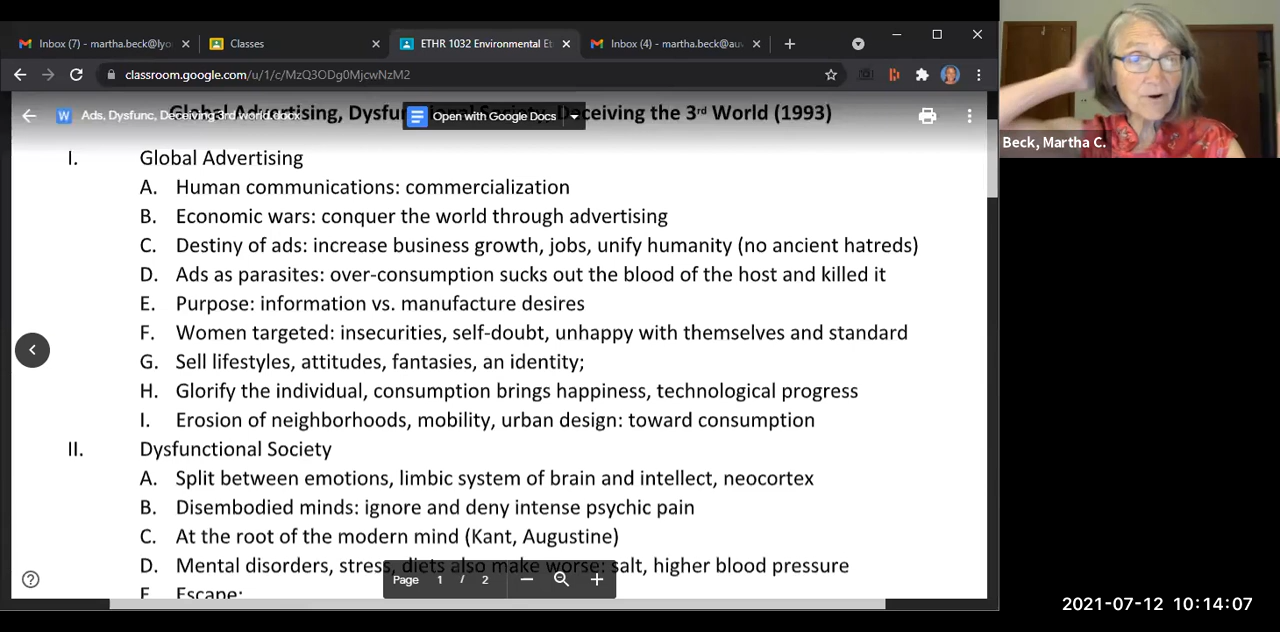 Inbox (7) - martha.beck@lyo
Classes
ETHR 1032 Environmental Et
Inbox (4) - martha.beck@au
classroom.google.com/u/1/c/MzQ3ODg0MjcwNzM2
Global Advertising, Dysfunctional Society, Deceiving the 3rd World (1993)
Ads. Dysfunc, Deceiving 3rd world.docx
Open with Google Docs
I. Global Advertising
A. Human communications: commercialization
B. Economic wars: conquer the world through advertising
C. Destiny of ads: increase business growth, jobs, unify humanity (no ancient hatreds)
D. Ads as parasites: over-consumption sucks out the blood of the host and killed it
E. Purpose: information vs. manufacture desires
F. Women targeted: insecurities, self-doubt, unhappy with themselves and standard
G. Sell lifestyles, attitudes, fantasies, an identity;
H. Glorify the individual, consumption brings happiness, technological progress
I. Erosion of neighborhoods, mobility, urban design: toward consumption
II. Dysfunctional Society
A. Split between emotions, limbic system of brain and intellect, neocortex
B. Disembodied minds: ignore and deny intense psychic pain
C. At the root of the modern mind (Kant, Augustine)
D. Mental disorders, stress, diets also make worse: salt, higher blood pressure
E. Escape:
Page 1 / 2
Beck, Martha C.
2021-07-12 10:14:07